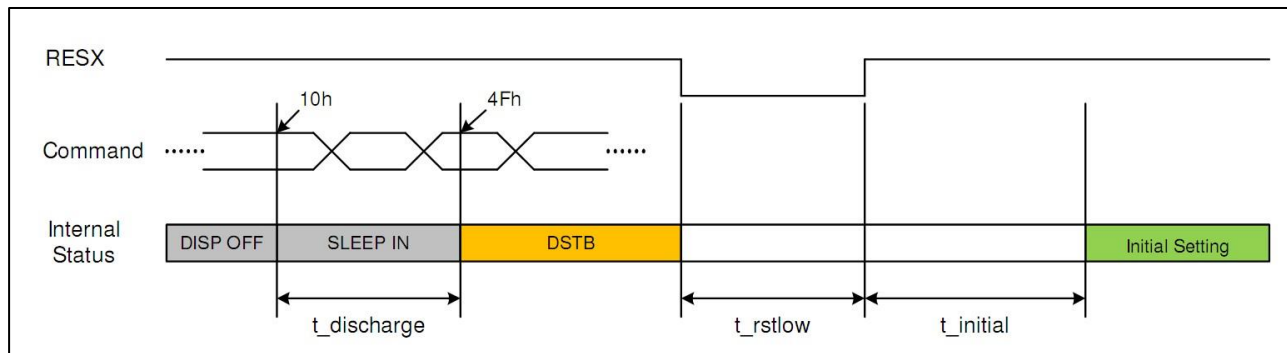 RESX
10h
4Fh
Command
......
......
Internal
Status
DISP OFF
SLEEP IN
DSTB
Initial Setting
t_discharge
t_rstlow
t_initial